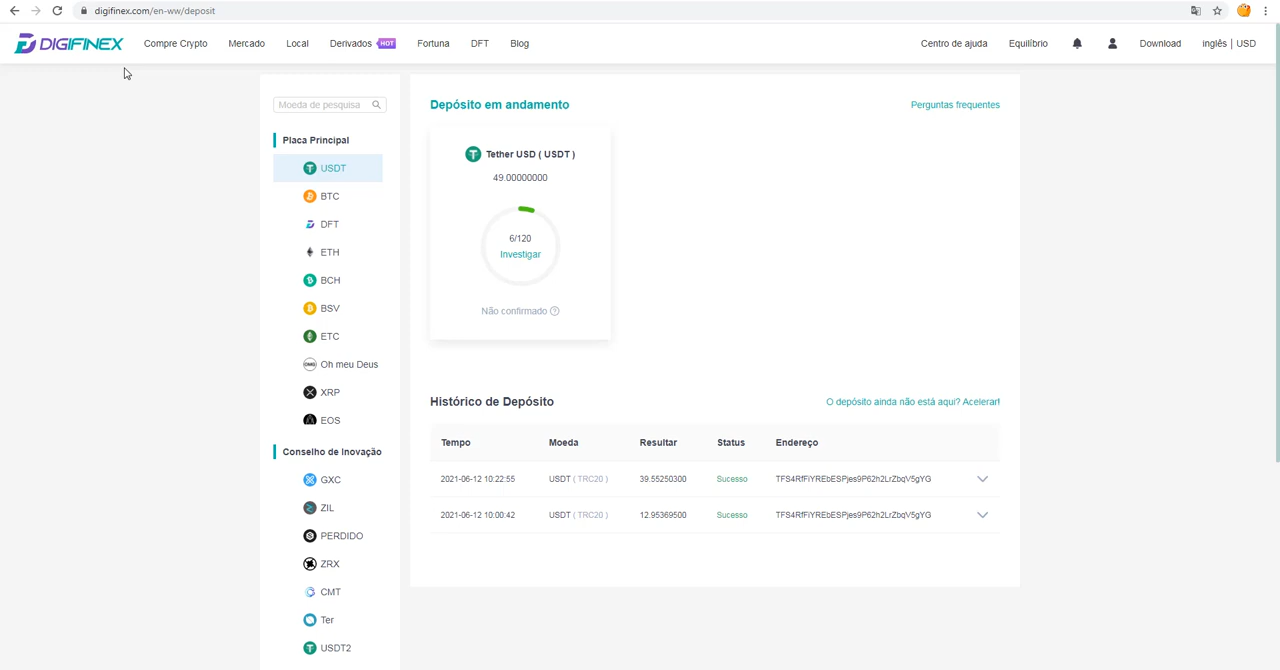 digifinex.com/en-ww/deposit
DIGIFINEX Compre Crypto Mercado Local Derivados HOT Fortuna DFT Blog Centro de ajuda Equilíbrio Download inglês | USD
Moeda de pesquisa
Placa Principal
USDT
BTC
DFT
ETH
BCH
BSV
ETC
OMG Oh meu Deus
XRP
EOS
Conselho de Inovação
GXC
ZIL
PERDIDO
ZRX
CMT
Ter
USDT2
Depósito em andamento Perguntas frequentes
Tether USD ( USDT )
49.00000000
6/120
Investigar
Não confirmado
Histórico de Depósito O depósito ainda não está aqui? Acelerar!
Tempo Moeda Resultar Status Endereço
2021-06-12 10:22:55 USDT ( TRC20 ) 39.55250300 Sucesso TFS4RfFiYREbESPjes9P62h2LrZbqV5gYG
2021-06-12 10:00:42 USDT ( TRC20 ) 12.95369500 Sucesso TFS4RfFiYREbESPjes9P62h2LrZbqV5gYG